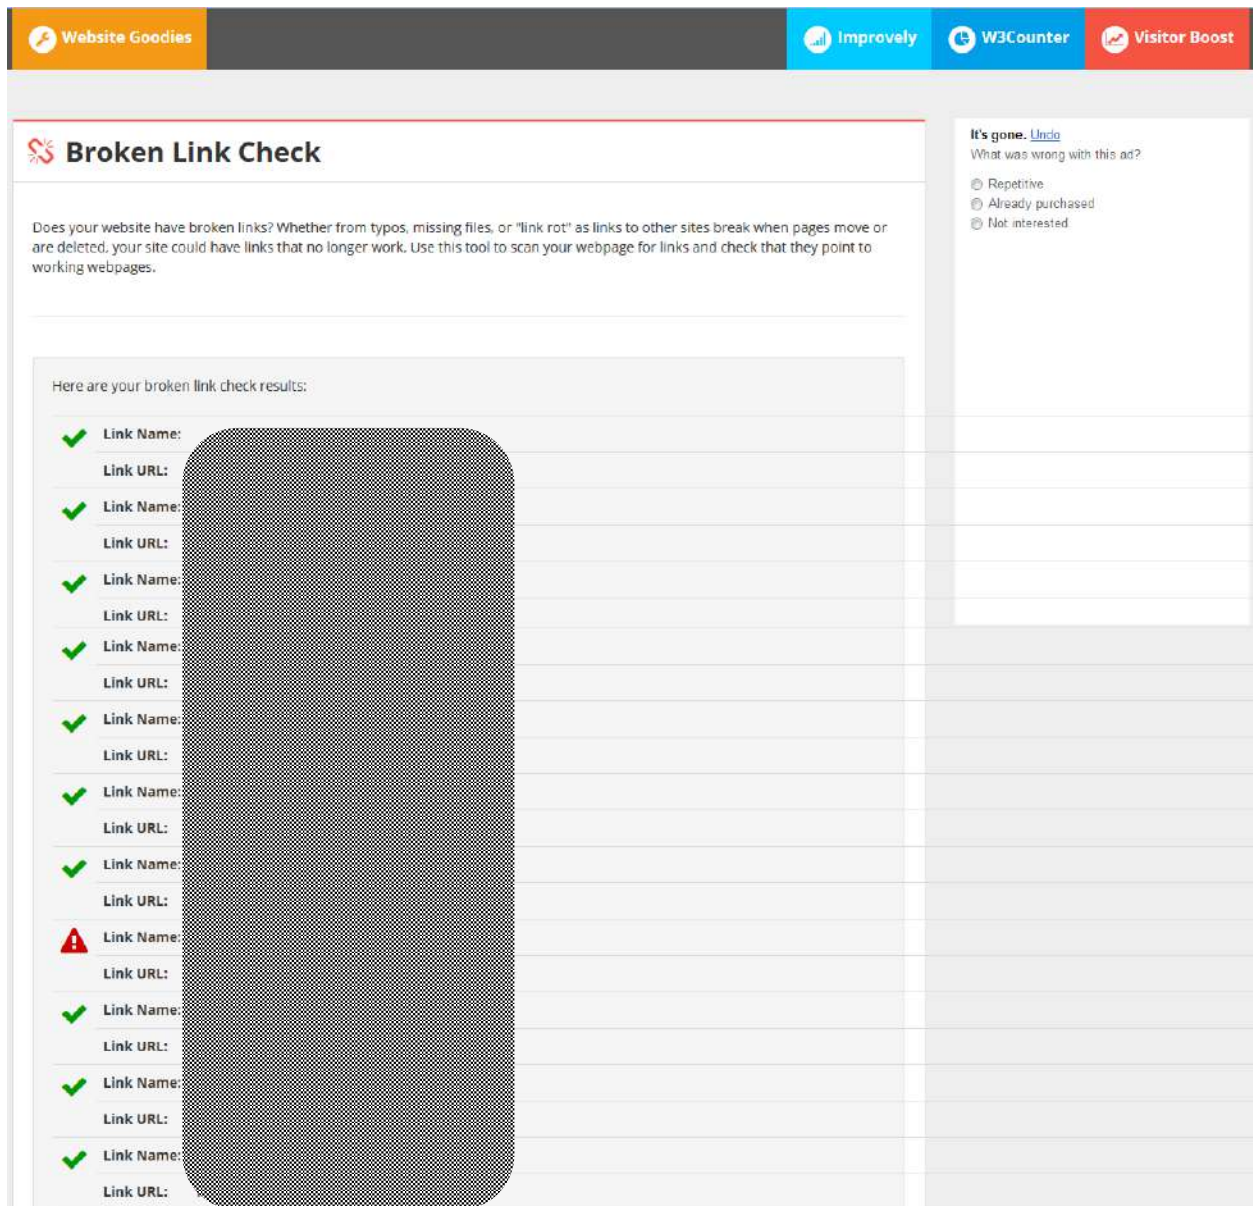 Website Goodies
Improvely
W3Counter
Visitor Boost
Broken Link Check
Does your website have broken links? Whether from typos, missing files, or "link rot" as links to other sites break when pages move or
are deleted, your site could have links that no longer work. Use this tool to scan your webpage for links and check that they point to
working webpages.
Here are your broken link check results:
Link Name:
Link URL:
Link Name:
Link URL:
Link Name:
Link URL:
Link Name:
Link URL:
Link Name:
Link URL:
Link Name:
Link URL:
Link Name:
Link URL:
Link Name:
Link URL:
Link Name:
Link URL:
Link Name:
Link URL:
Link Name:
Link URL:
It's gone. Undo
What was wrong with this ad?
Repetitive
Already purchased
Not interested